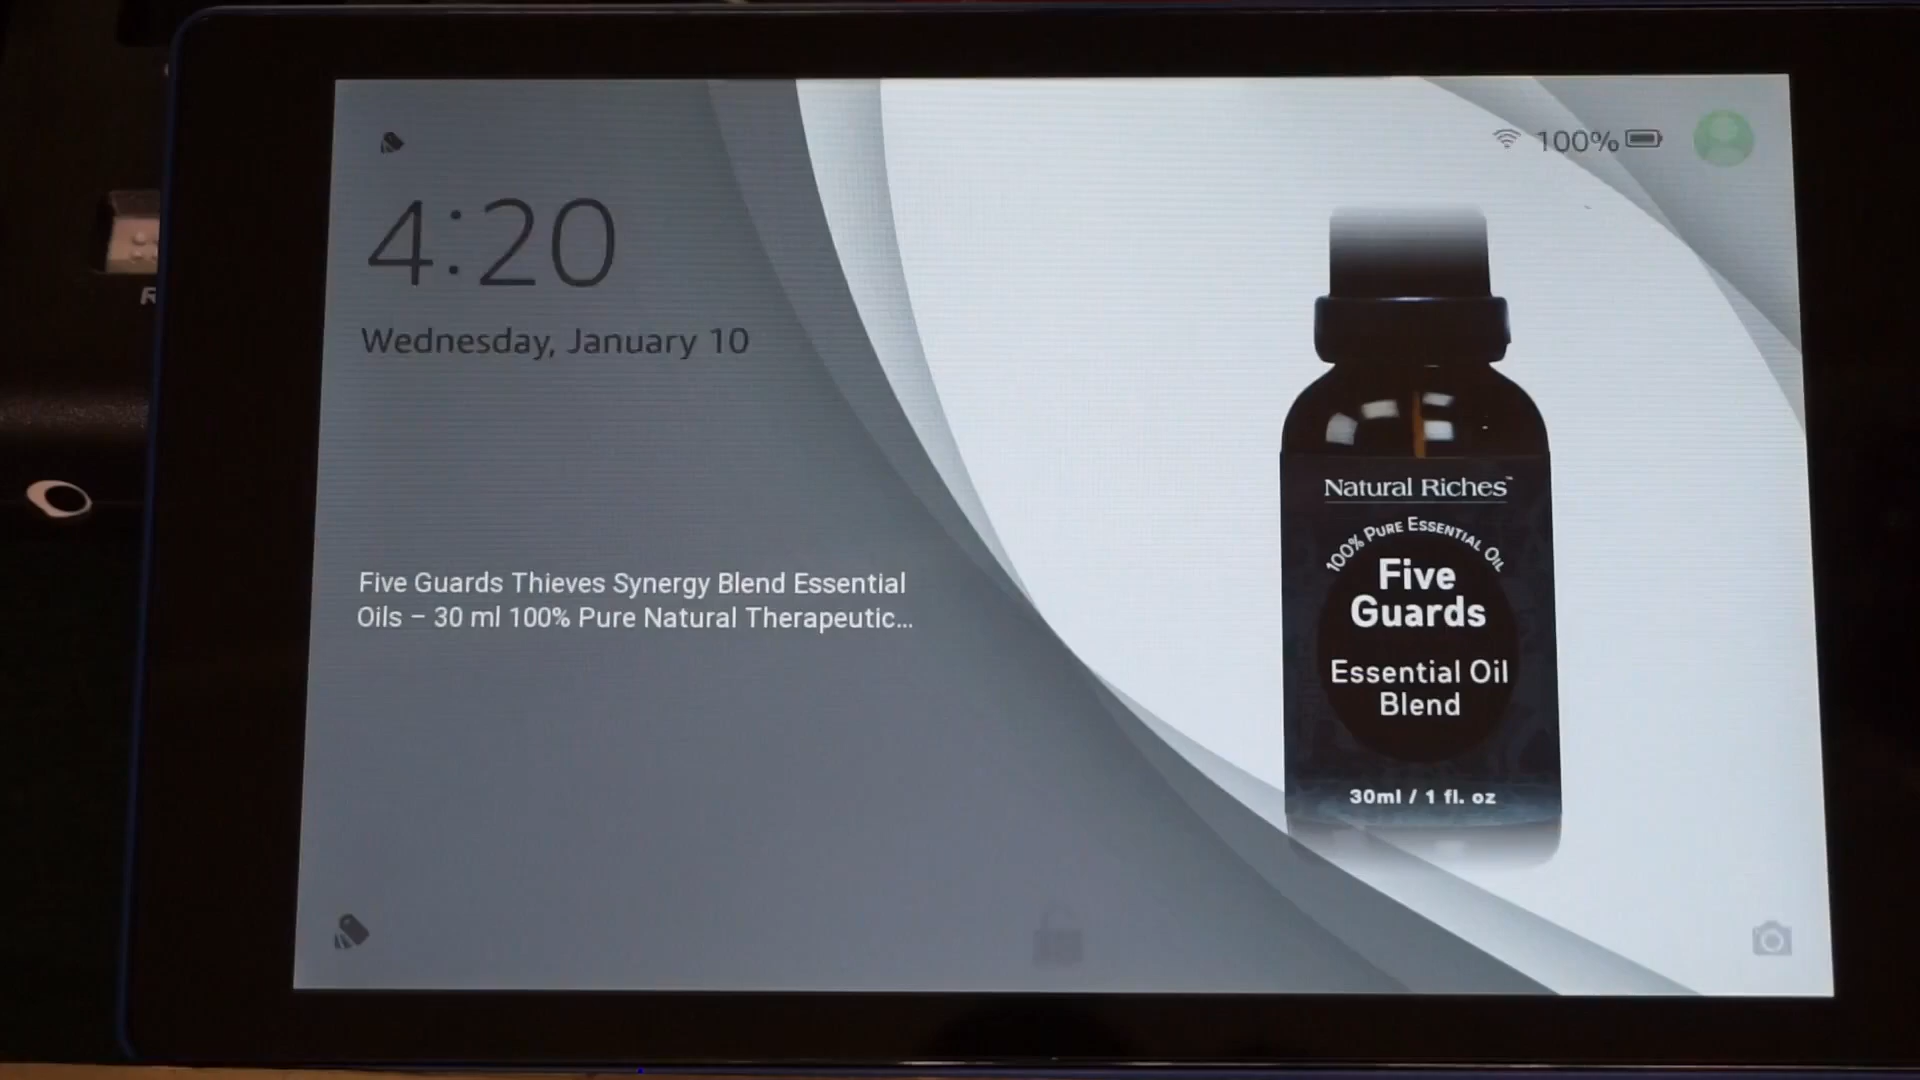 100%
4:20
Wednesday, January 10
Five Guards Thieves Synergy Blend Essential
Oils – 30 ml 100% Pure Natural Therapeutic...
Natural Riches™
100% Pure Essential Oil
Five
Guards
Essential Oil
Blend
30ml / 1 fl. oz
R